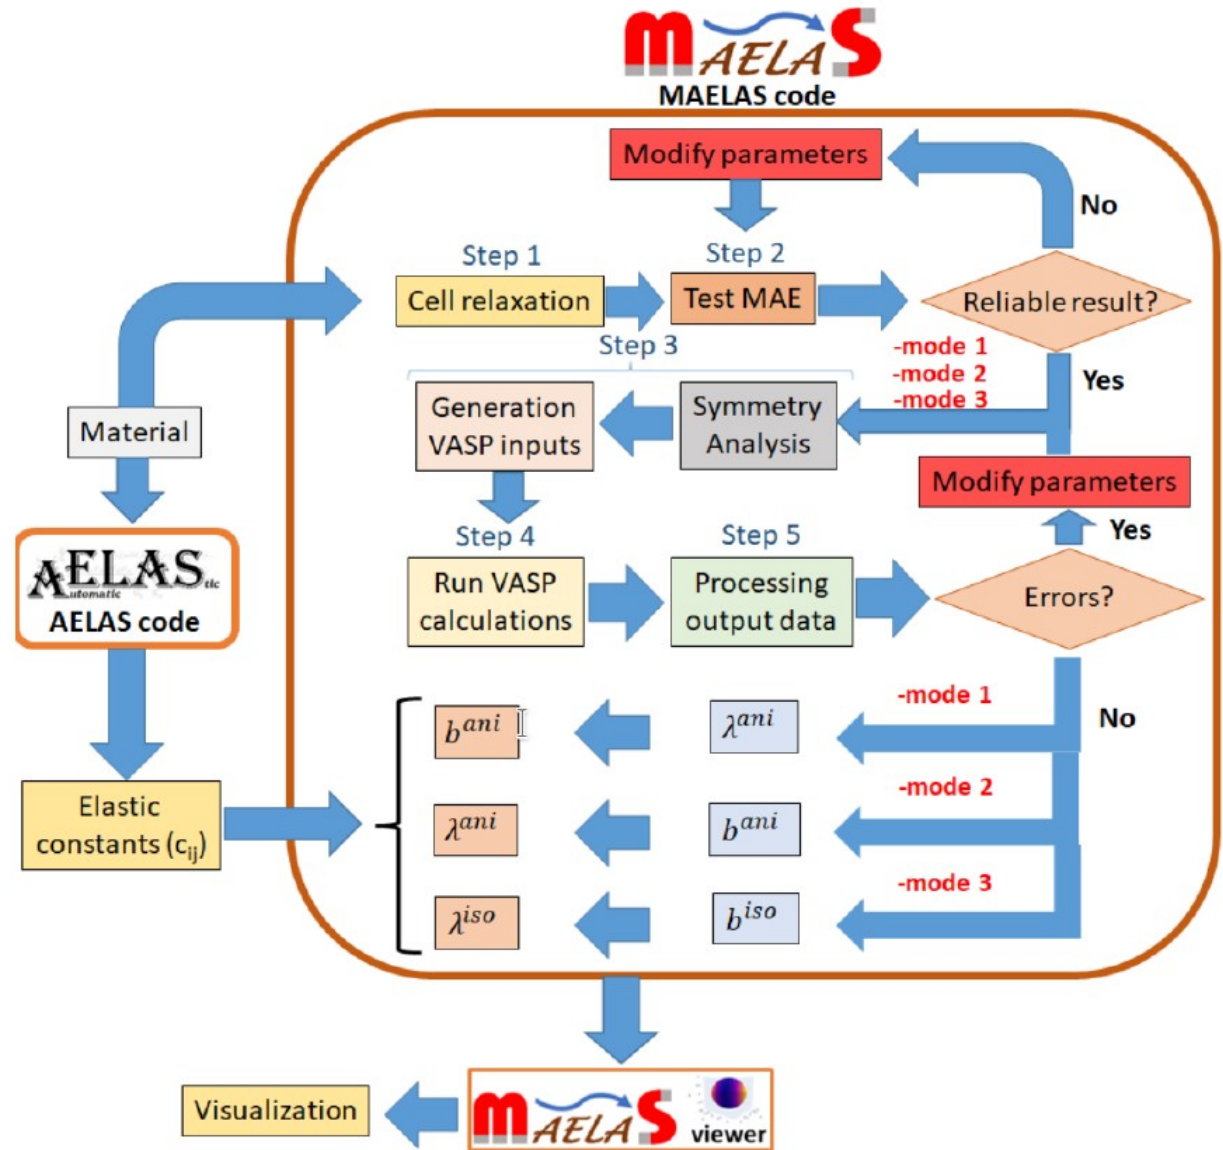 MAELAS
MAELAS code
Modify parameters
No
Step 1
Step 2
Cell relaxation
Test MAE
Reliable result?
Step 3
-mode 1
-mode 2
-mode 3
Yes
Generation
VASP inputs
Symmetry
Analysis
Material
Modify parameters
Yes
Step 4
Step 5
AELAS tic
Automatic
AELAS code
Run VASP
calculations
Processing
output data
Errors?
-mode 1
No
b^{ani}
λ^{ani}
-mode 2
Elastic
constants (c_{ij})
λ^{ani}
b^{ani}
-mode 3
λ^{iso}
b^{iso}
Visualization
MAELAS
viewer